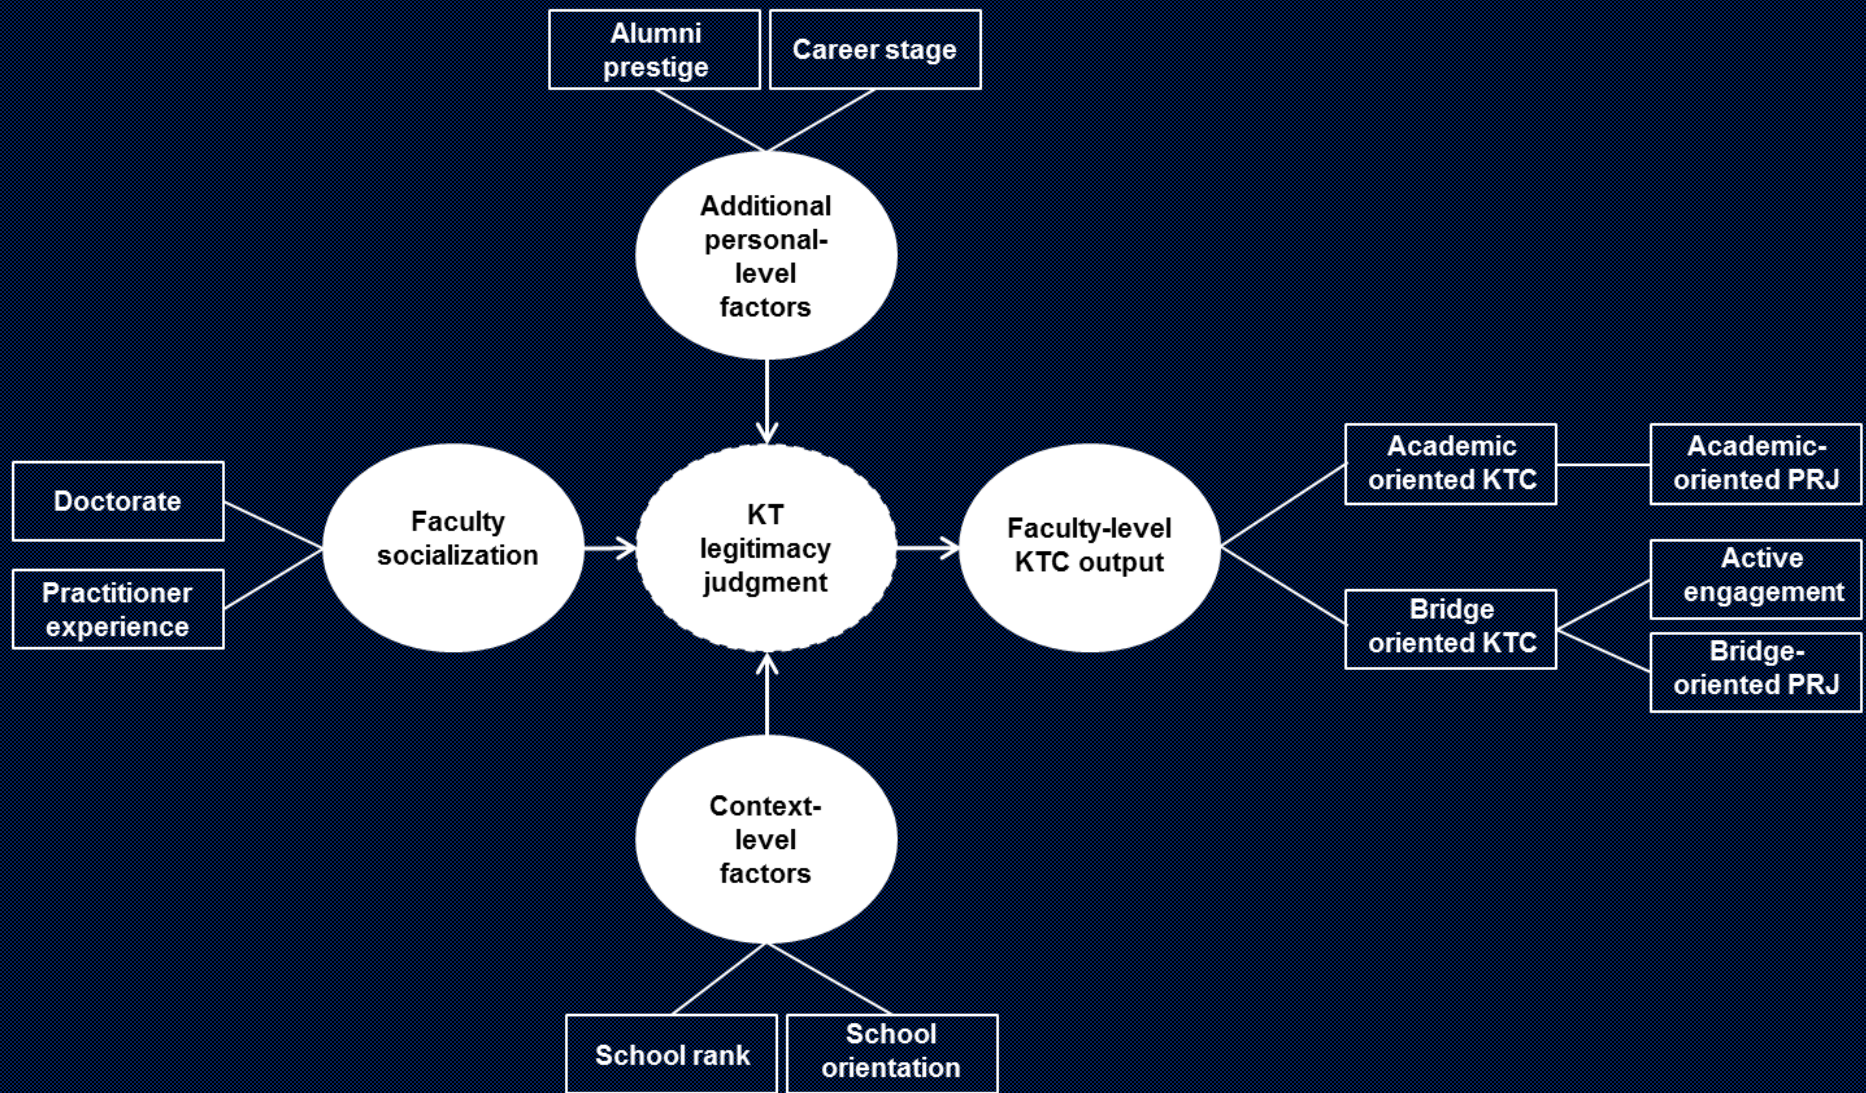 Alumni
prestige
Career stage
Additional
personal-
level
factors
Doctorate
Practitioner
experience
Faculty
socialization
KT
legitimacy
judgment
Faculty-level
KTC output
Academic
oriented KTC
Academic-
oriented PRJ
Bridge
oriented KTC
Active
engagement
Bridge-
oriented PRJ
Context-
level
factors
School rank
School
orientation